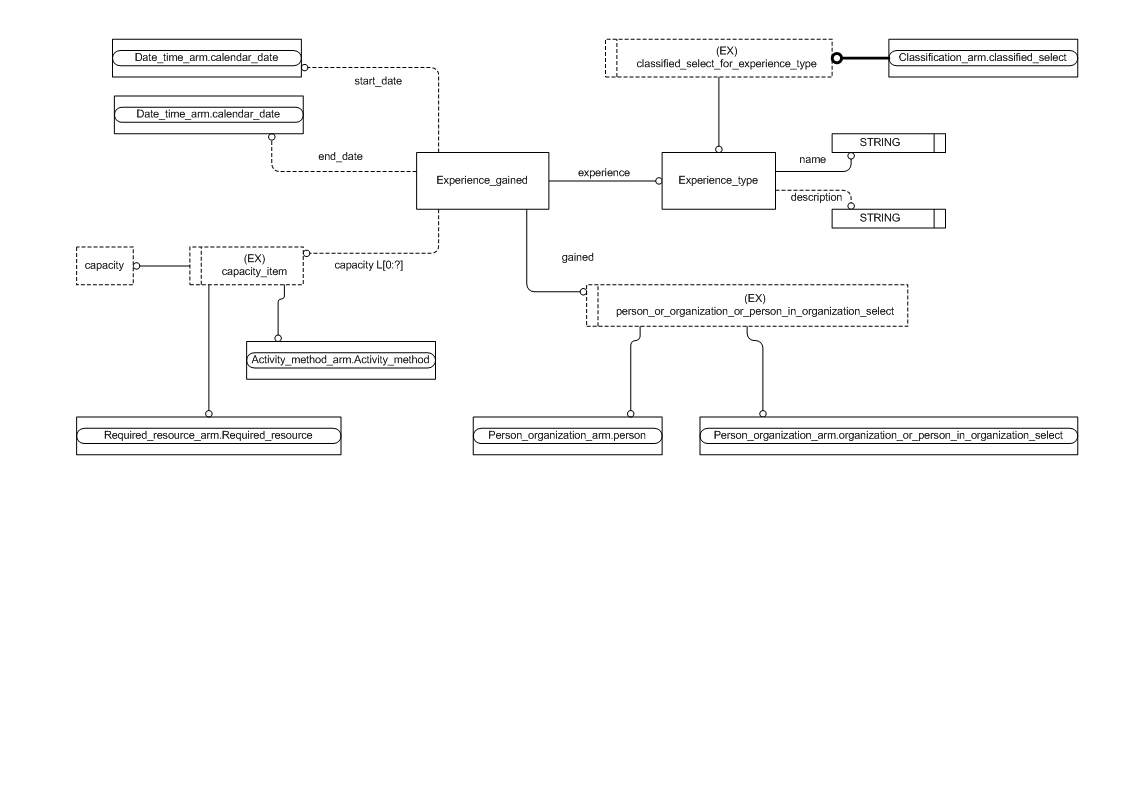 Date_time_arm.calendar_date
start_date
Date_time_arm.calendar_date
end_date
(EX)
classified_select_for_experience_type
Classification_arm.classified_select
Experience_gained
experience
Experience_type
name
STRING
description
STRING
capacity
(EX)
capacity_item
capacity L[0:?]
gained
(EX)
person_or_organization_or_person_in_organization_select
Activity_method_arm.Activity_method
Required_resource_arm.Required_resource
Person_organization_arm.person
Person_organization_arm.organization_or_person_in_organization_select